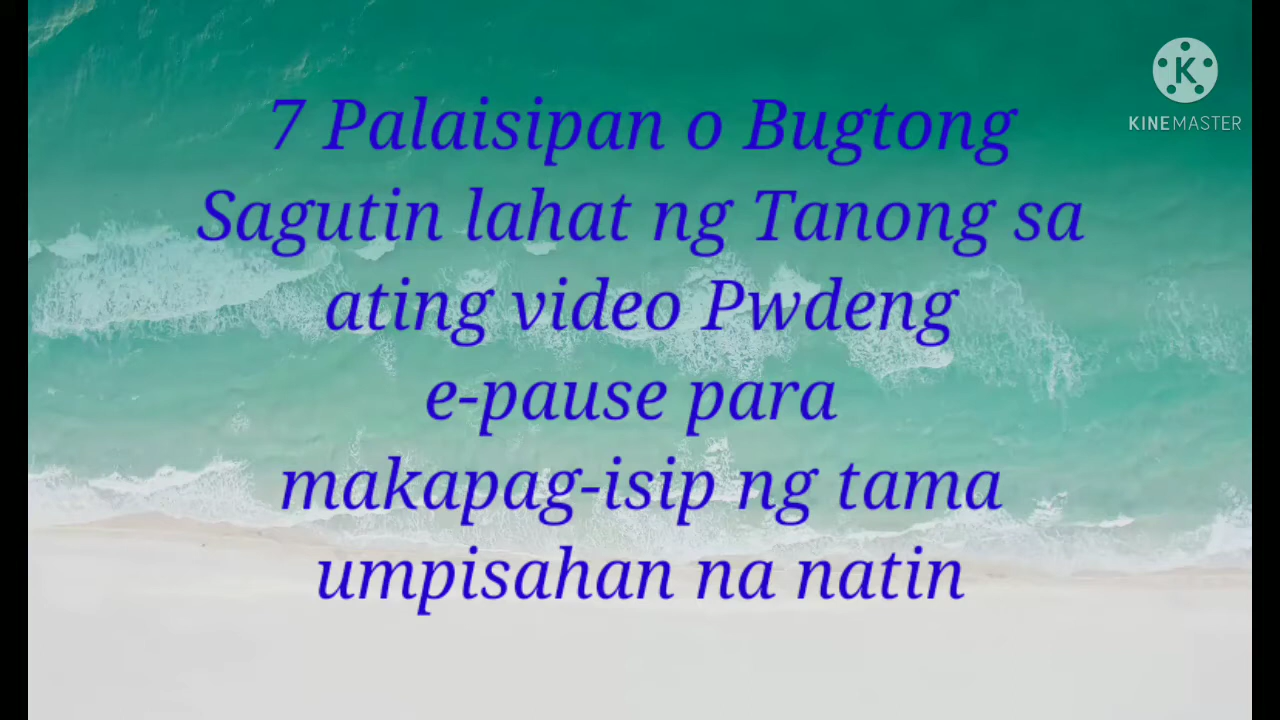 7 Palaisipan o Bugtong
Sagutin lahat ng Tanong sa
ating video Pwdeng
e-pause para
makapag-isip ng tama
umpisahan na natin
K
KINEMASTER